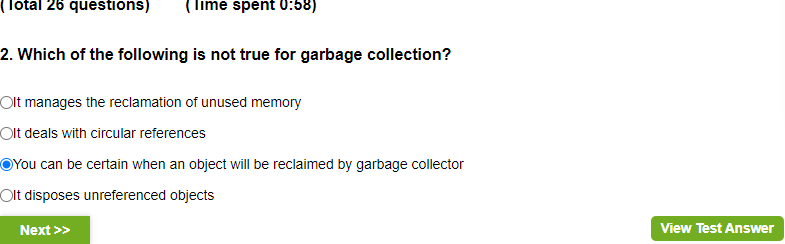 (Total 26 questions) (Time spent 0:58)
2. Which of the following is not true for garbage collection?
It manages the reclamation of unused memory
It deals with circular references
You can be certain when an object will be reclaimed by garbage collector
It disposes unreferenced objects
Next >> View Test Answer